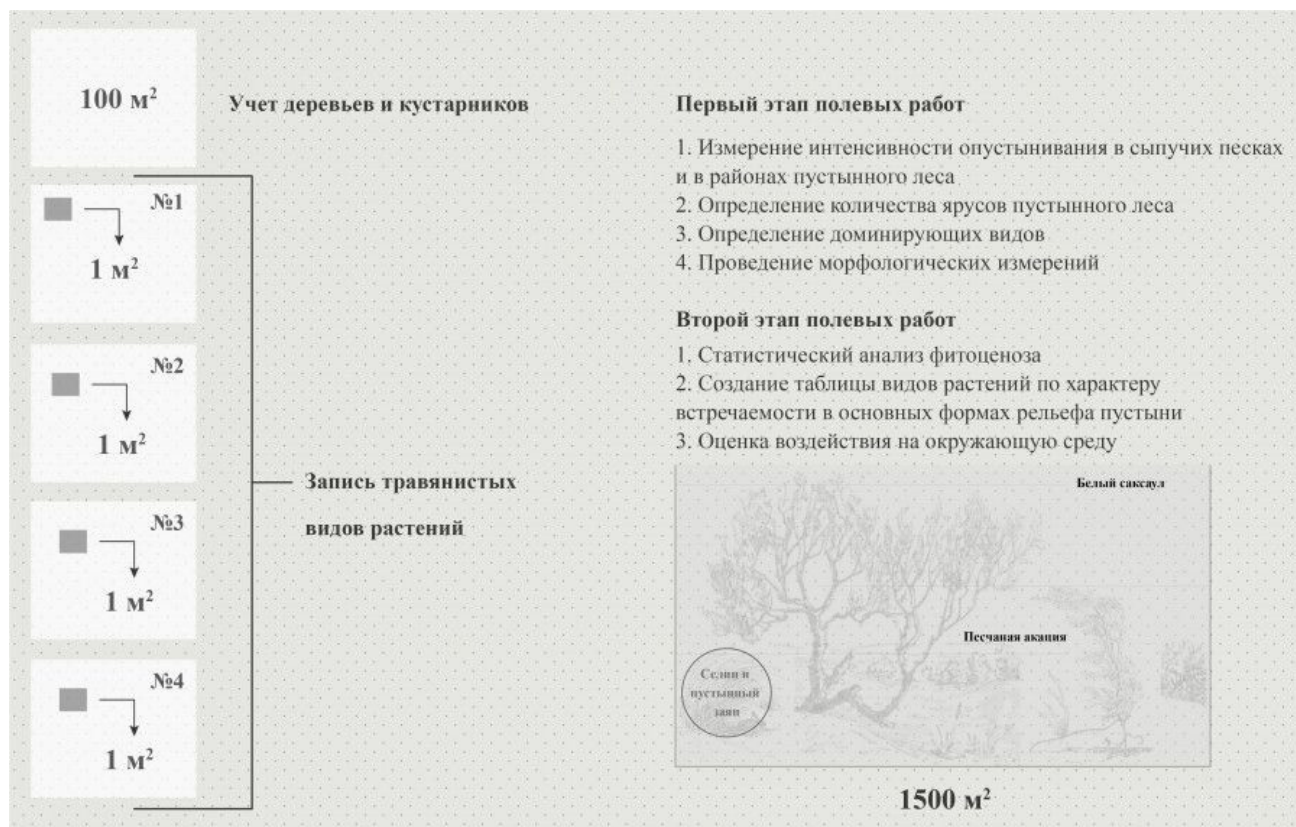 100 м²
Учет деревьев и кустарников
№1
1 м²
№2
1 м²
№3
1 м²
№4
1 м²
Запись травянистых
видов растений
Первый этап полевых работ
1. Измерение интенсивности опустынивания в сыпучих песках
и в районах пустынного леса
2. Определение количества ярусов пустынного леса
3. Определение доминирующих видов
4. Проведение морфологических измерений
Второй этап полевых работ
1. Статистический анализ фитоценоза
2. Создание таблицы видов растений по характеру
встречаемости в основных формах рельефа пустыни
3. Оценка воздействия на окружающую среду
Белый саксаул
Песчаная акация
Селин и
пустынный
заяц
1500 м²